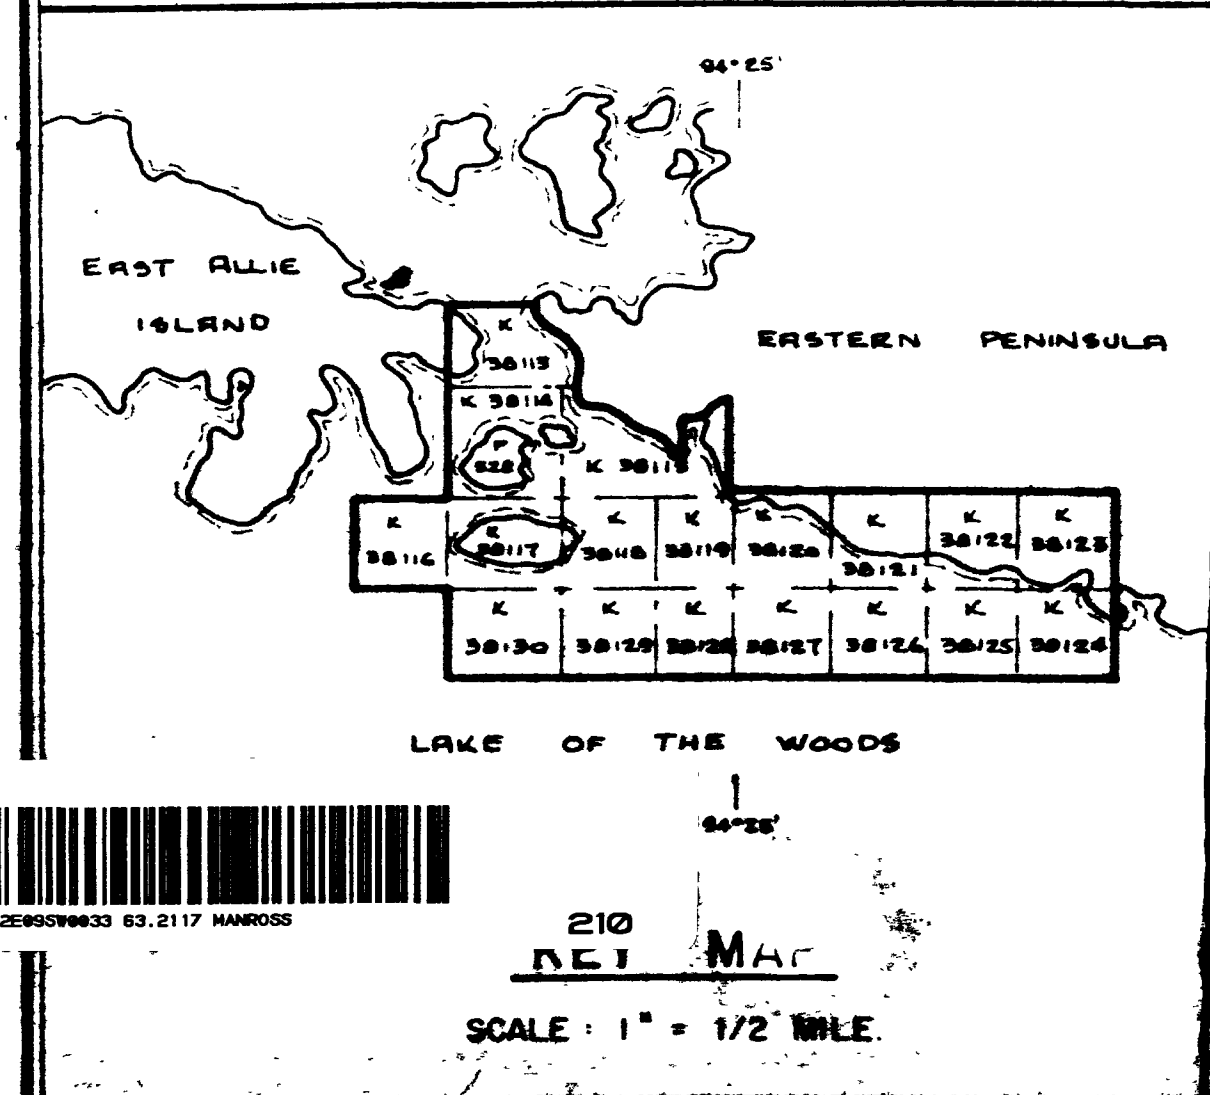 94° 25'
EAST ALLIE
ISLAND
EASTERN PENINSULA
K
38113
K 38114
P
528
K 38115
K K K K K K K K
38116 38117 38118 38119 38120 38121 38122 38123
K K K K K K K
38130 38129 38128 38127 38126 38125 38124
LAKE OF THE WOODS
94° 25'
2E09SW0033 63.2117 MANROSS
210
KEY MAP
SCALE : 1" = 1/2 MILE.